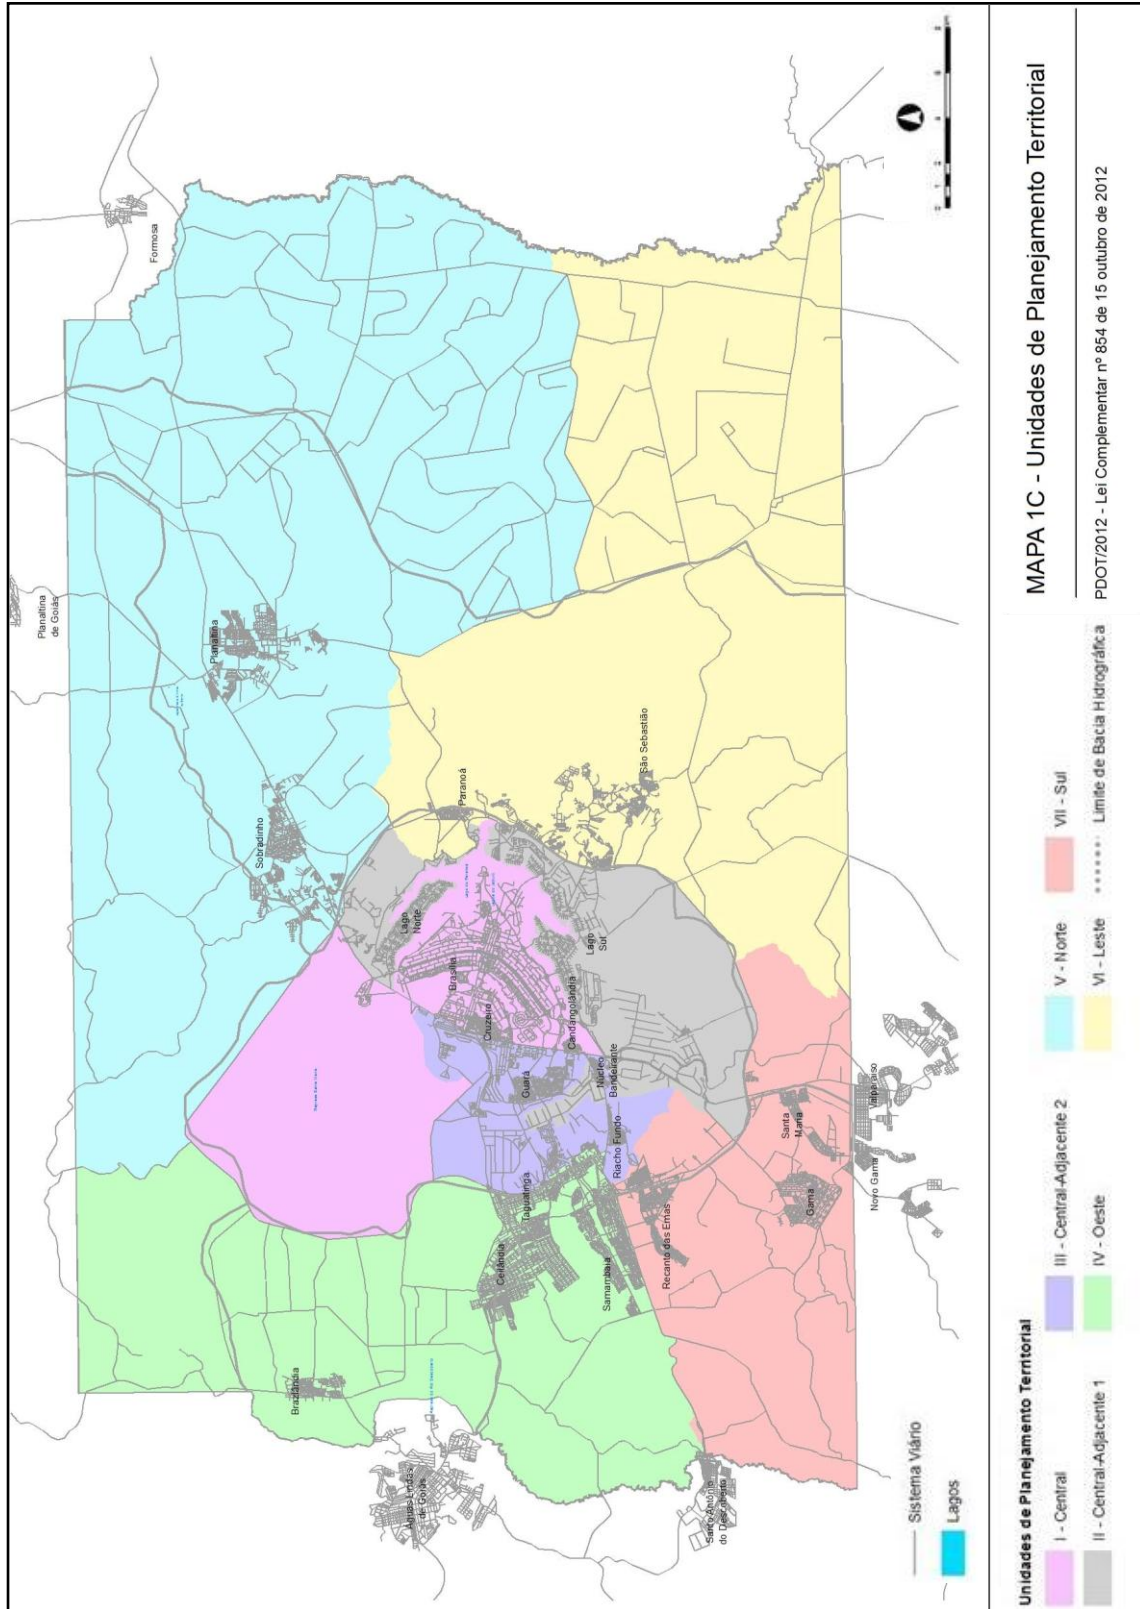 Formosa
Planaltina
de Goiás
Planaltina
Sobradinho
Paranoá
São Sebastião
Lago
Norte
Brasília
Cruzeiro
Lago
Sul
Candangolândia
Guará
Núcleo
Bandeirante
Riacho Fundo
Taguatinga
Ceilândia
Samambaia
Recanto das Emas
Brazlândia
Águas Lindas
de Goiás
Santo Antônio
do Descoberto
Gama
Santa
Maria
Novo Gama
Valparaíso
Sistema Viário
Lagos
MAPA 1C - Unidades de Planejamento Territorial
PDOT/2012 - Lei Complementar nº 854 de 15 outubro de 2012
Unidades de Planejamento Territorial
I - Central
II - Central-Adjacente 1
III - Central-Adjacente 2
IV - Oeste
V - Norte
VI - Leste
VII - Sul
Limite de Bacia Hidrográfica